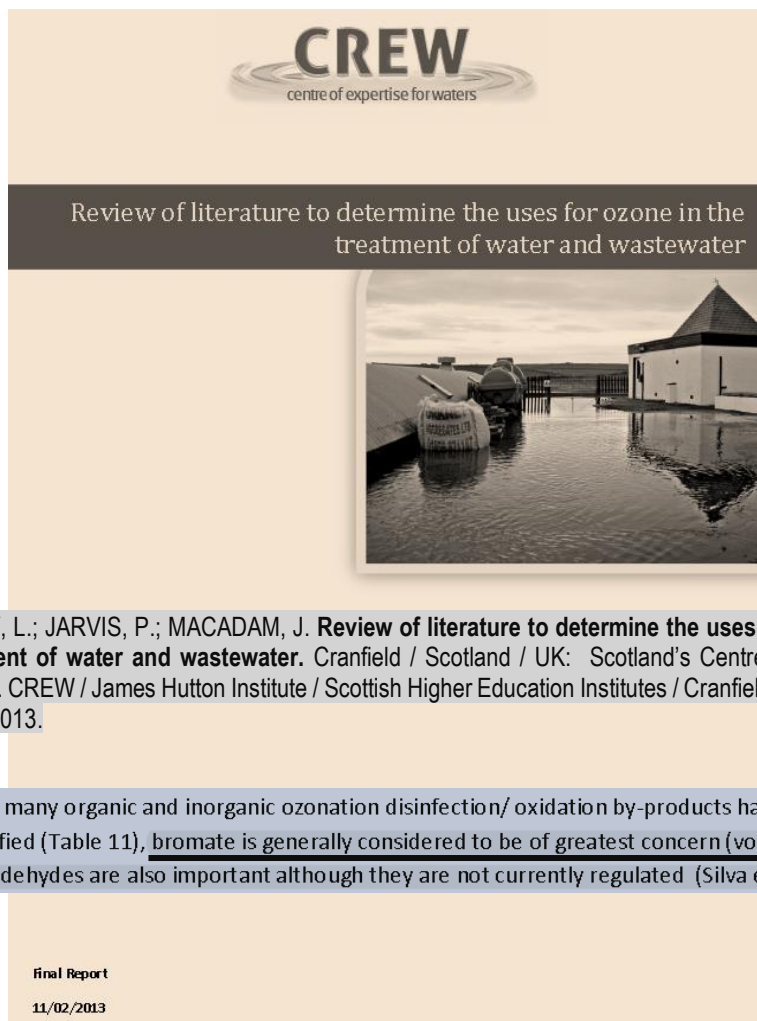 CREW
centre of expertise for waters
Review of literature to determine the uses for ozone in the
treatment of water and wastewater
AGGREGATES LTD
, L.; JARVIS, P.; MACADAM, J. Review of literature to determine the uses
ent of water and wastewater. Cranfield / Scotland / UK: Scotland's Centre
. CREW / James Hutton Institute / Scottish Higher Education Institutes / Cranfiel
013.
many organic and inorganic ozonation disinfection/ oxidation by-products ha
fied (Table 11), bromate is generally considered to be of greatest concern (vo
dehydes are also important although they are not currently regulated (Silva e
Final Report
11/02/2013